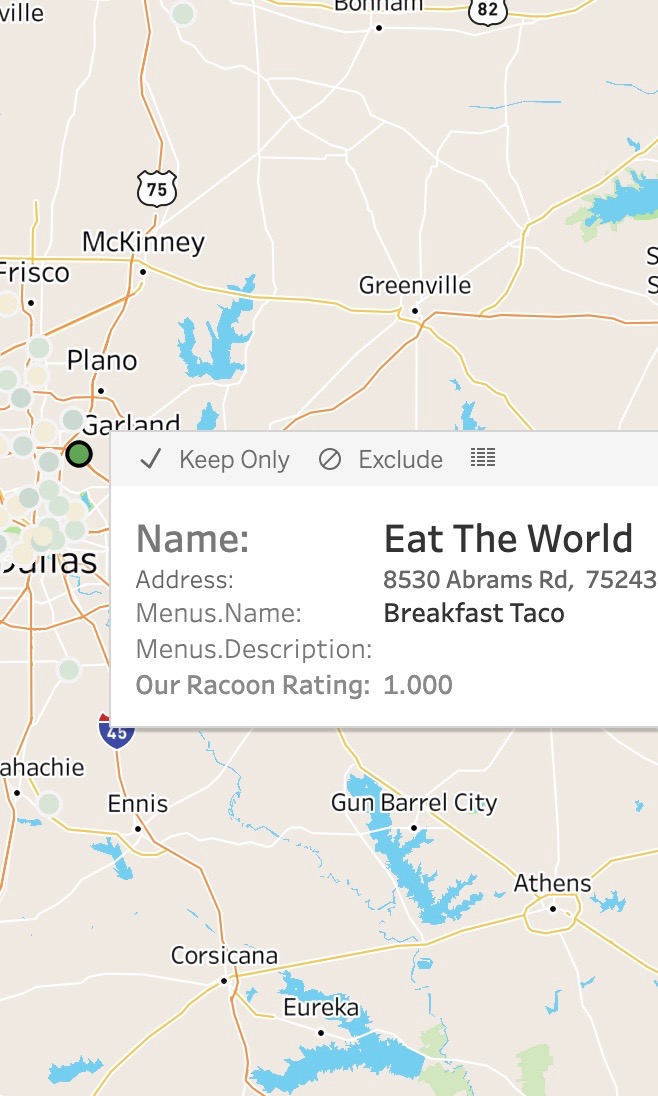 ville
Bonham
82
75
McKinney
Frisco
Greenville
S
S
Plano
Garland
Keep Only Exclude
Name: Eat The World
Address: 8530 Abrams Rd, 75243
Menus.Name: Breakfast Taco
Menus.Description:
Our Racoon Rating: 1.000
Dallas
45
ahachie
Ennis
Gun Barrel City
Athens
Corsicana
Eureka